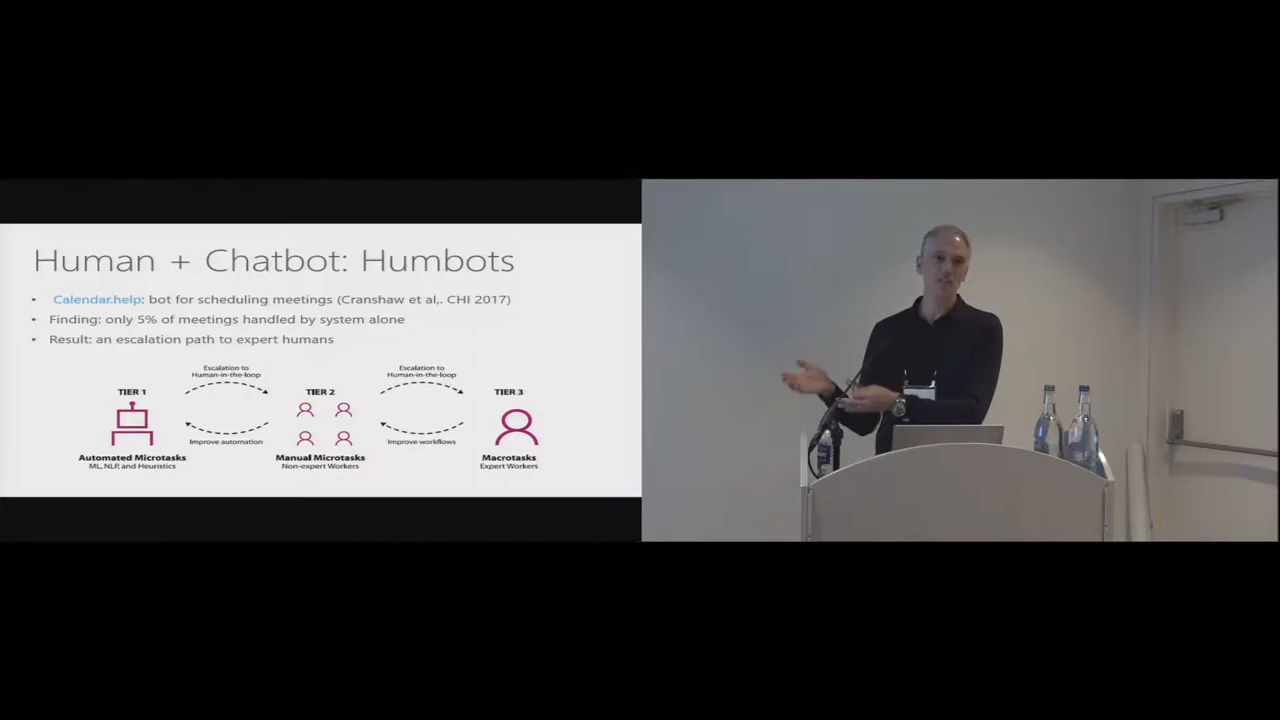 Human + Chatbot: Humbots
• Calendar.help: bot for scheduling meetings (Cranshaw et al,. CHI 2017)
• Finding: only 5% of meetings handled by system alone
• Result: an escalation path to expert humans
Escalation to
Human-in-the-loop
Escalation to
Human-in-the-loop
TIER 1
TIER 2
TIER 3
Improve automation
Improve workflows
Automated Microtasks
ML, NLP, and Heuristics
Manual Microtasks
Non-expert Workers
Macrotasks
Expert Workers